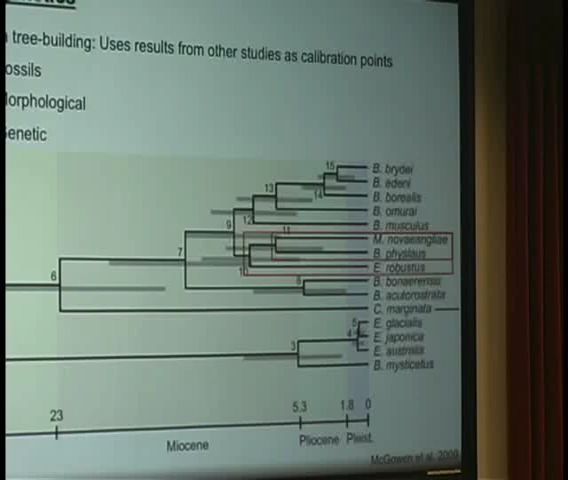 tree-building: Uses results from other studies as calibration points
ossils
orphological
enetic
15
B. brydei
B. edeni
13
14
B. borealis
B. omurai
12
B. musculus
9
11
M. novaeangliae
7
B. physalus
10
E. robustus
6
8
B. bonaerensis
B. acutorostrata
C. marginata
5
E. glacialis
4
E. japonica
3
E. australis
B. mysticetus
23
5.3
1.8
0
Miocene
Pliocene
Pleist.
McGowen et al. 2009